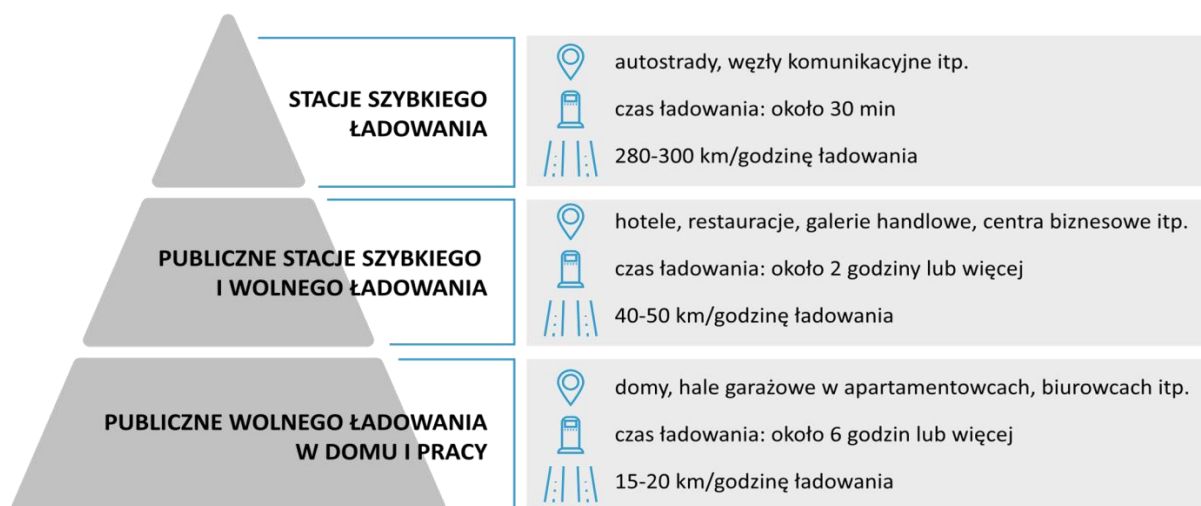 STACJE SZYBKIEGO
ŁADOWANIA
autostrady, węzły komunikacyjne itp.
czas ładowania: około 30 min
280-300 km/godzinę ładowania
PUBLICZNE STACJE SZYBKIEGO
I WOLNEGO ŁADOWANIA
hotele, restauracje, galerie handlowe, centra biznesowe itp.
czas ładowania: około 2 godziny lub więcej
40-50 km/godzinę ładowania
PUBLICZNE WOLNEGO ŁADOWANIA
W DOMU I PRACY
domy, hale garażowe w apartamentowcach, biurowcach itp.
czas ładowania: około 6 godzin lub więcej
15-20 km/godzinę ładowania